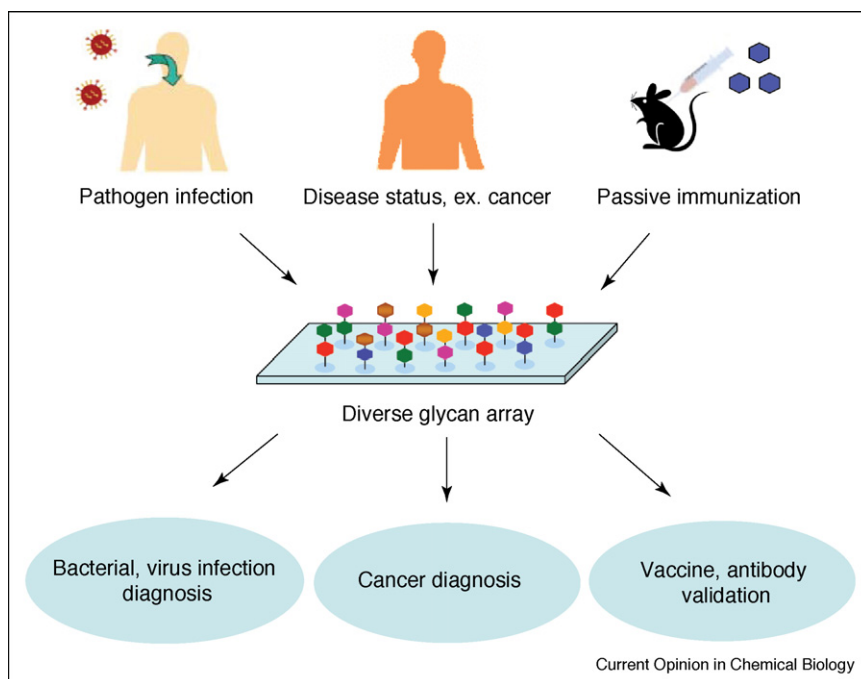 Pathogen infection
Disease status, ex. cancer
Passive immunization
Diverse glycan array
Bacterial, virus infection
diagnosis
Cancer diagnosis
Vaccine, antibody
validation
Current Opinion in Chemical Biology